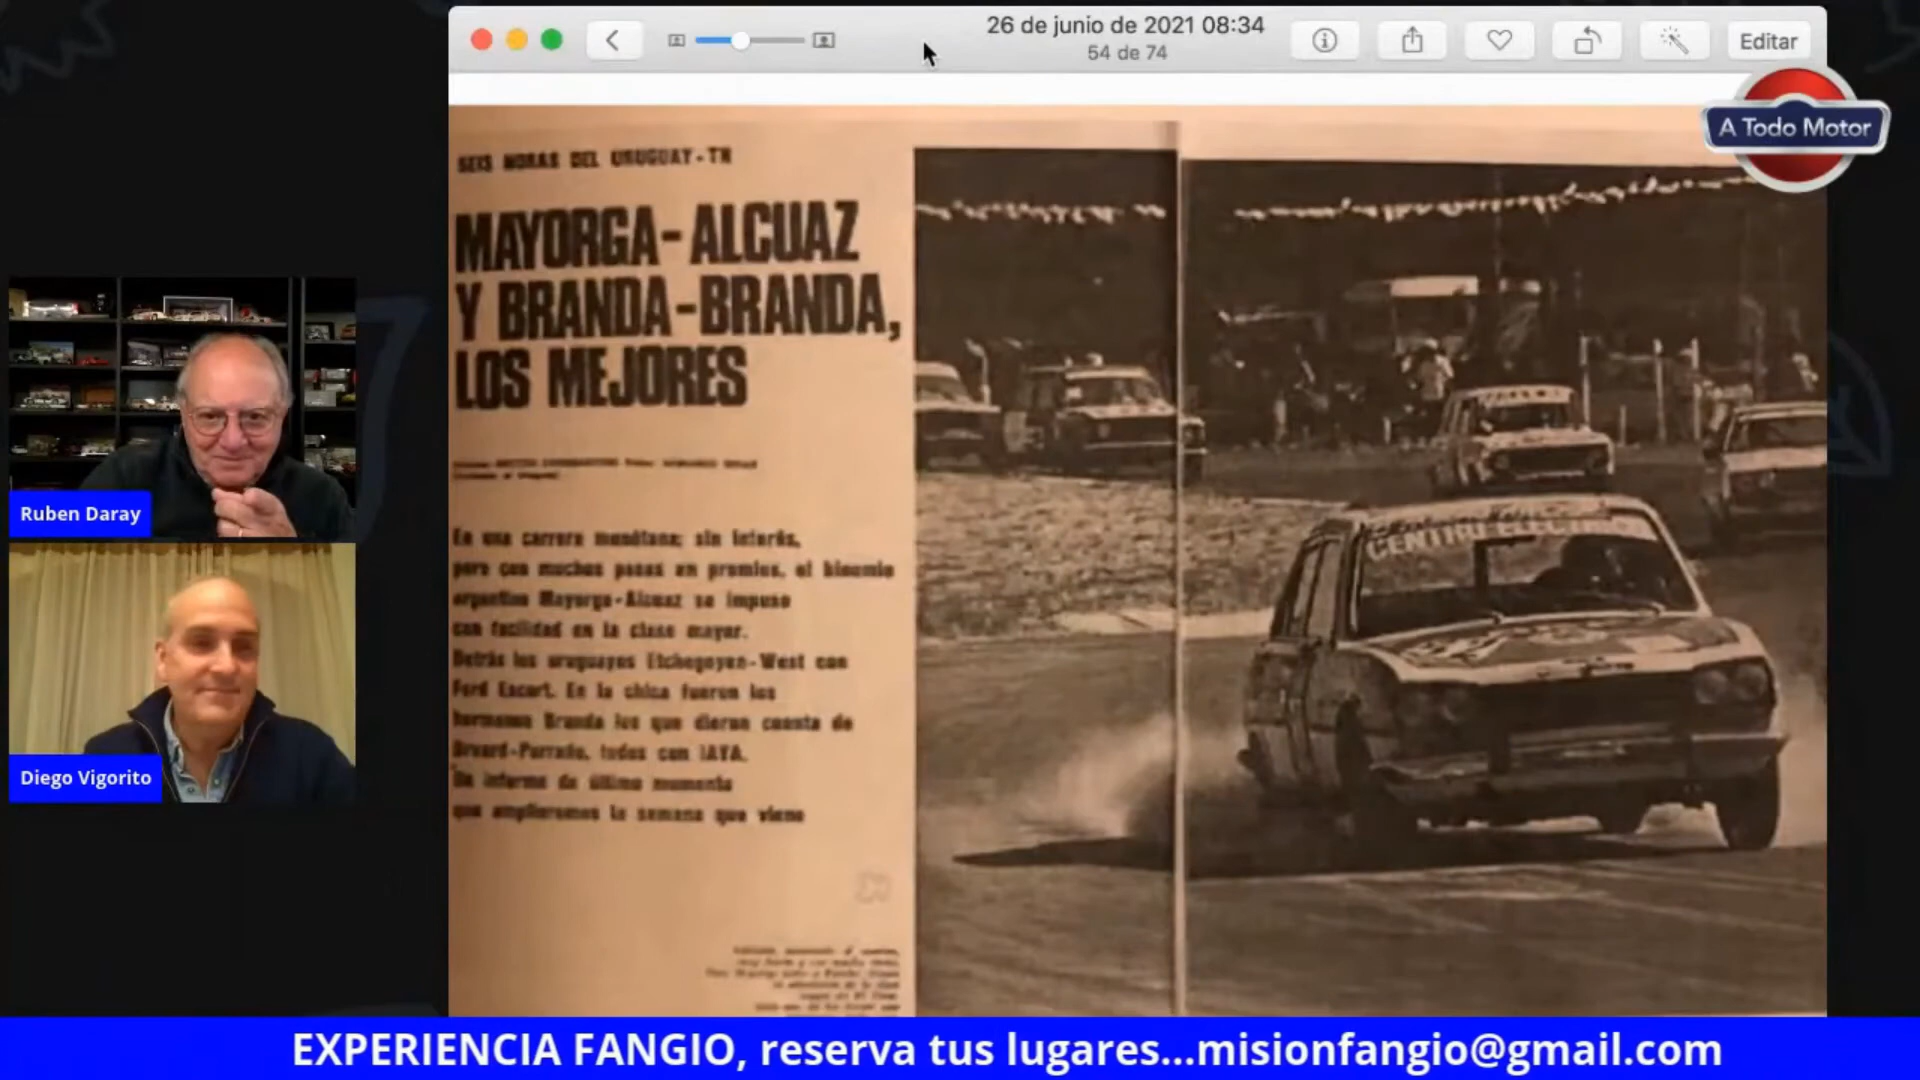 26 de junio de 2021 08:34
54 de 74
Editar
A Todo Motor
SEIS HORAS DEL URUGUAY-TN
MAYORGA-ALCUAZ
Y BRANDA-BRANDA,
LOS MEJORES
En una carrera monótona; sin interés,
pero con muchos pesos en premios, el binomio
argentino Mayorga-Alcuaz se impuso
con facilidad en la clase mayor.
Detrás los uruguayos Etchegoyen-West con
Ford Escort. En la chica fueron los
hermanos Branda los que dieron cuenta de
todos con IAVA.
Un informe de último momento
que ampliaremos la semana que viene
CENTRO
Ruben Daray
Diego Vigorito
EXPERIENCIA FANGIO, reserva tus lugares...misionfangio@gmail.com